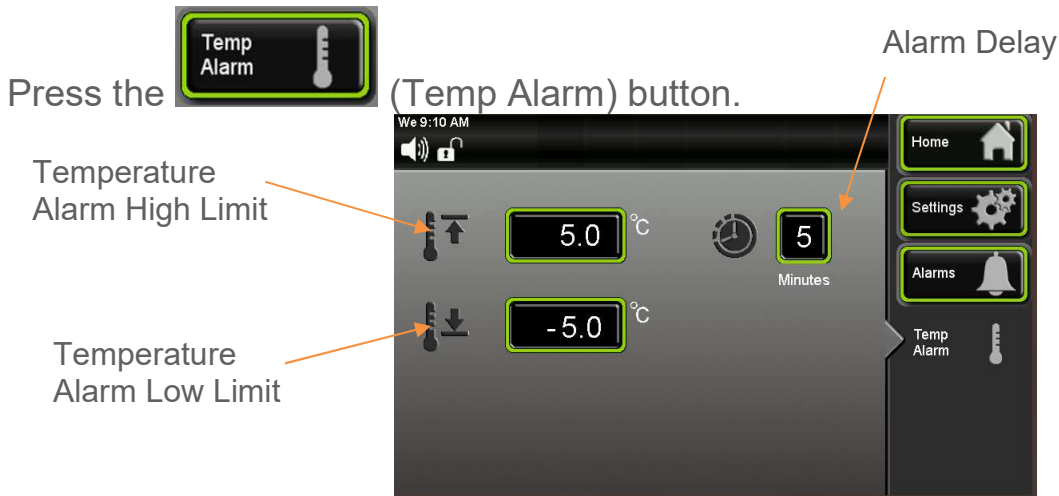 Alarm Delay
Temp
Alarm
Press the (Temp Alarm) button.
We 9:10 AM
Home
Temperature
Alarm High Limit
5.0 °C
5
Minutes
Settings
Alarms
-5.0 °C
Temp
Alarm
Temperature
Alarm Low Limit